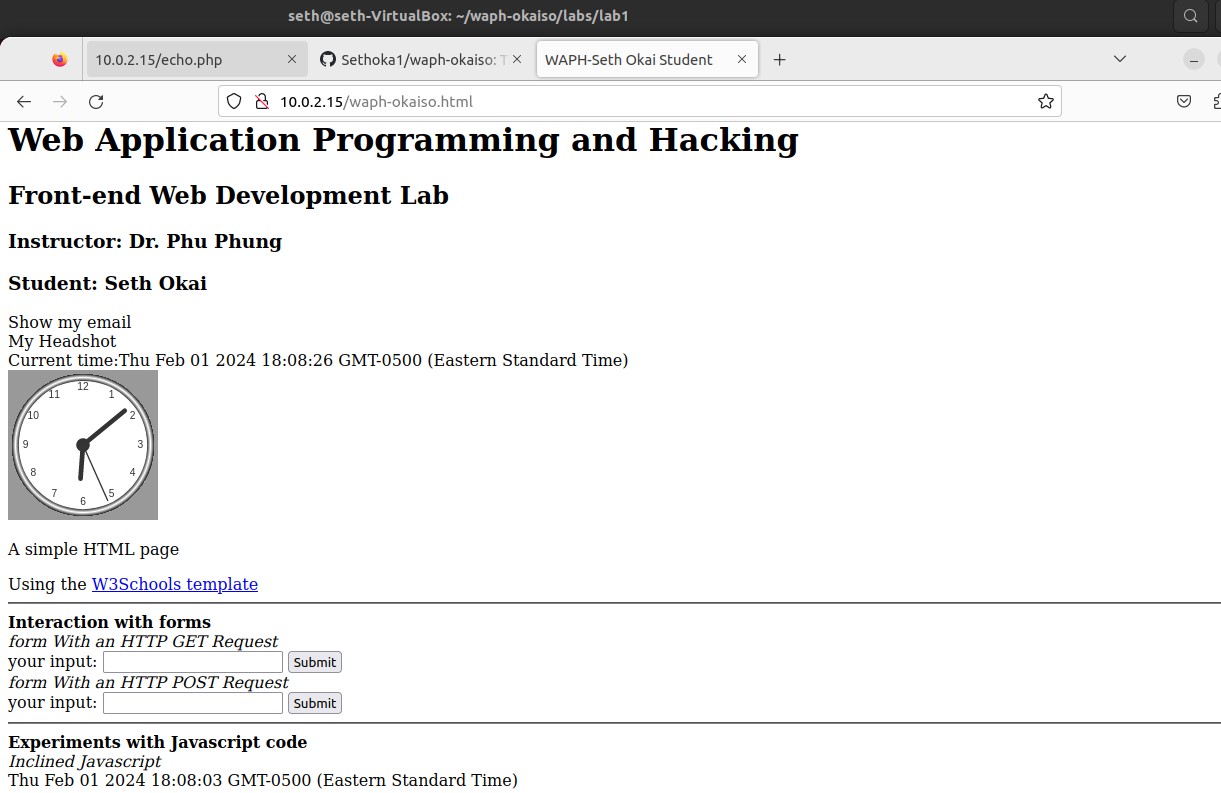 seth@seth-VirtualBox: ~/waph-okaiso/labs/lab1
10.0.2.15/echo.php
Sethoka1/waph-okaiso: T
WAPH-Seth Okai Student
10.0.2.15/waph-okaiso.html
Web Application Programming and Hacking
Front-end Web Development Lab
Instructor: Dr. Phu Phung
Student: Seth Okai
Show my email
My Headshot
Current time:Thu Feb 01 2024 18:08:26 GMT-0500 (Eastern Standard Time)
12
11 1
10 2
9 3
8 4
7 5
6
A simple HTML page
Using the W3Schools template
Interaction with forms
form With an HTTP GET Request
your input: Submit
form With an HTTP POST Request
your input: Submit
Experiments with Javascript code
Inclined Javascript
Thu Feb 01 2024 18:08:03 GMT-0500 (Eastern Standard Time)